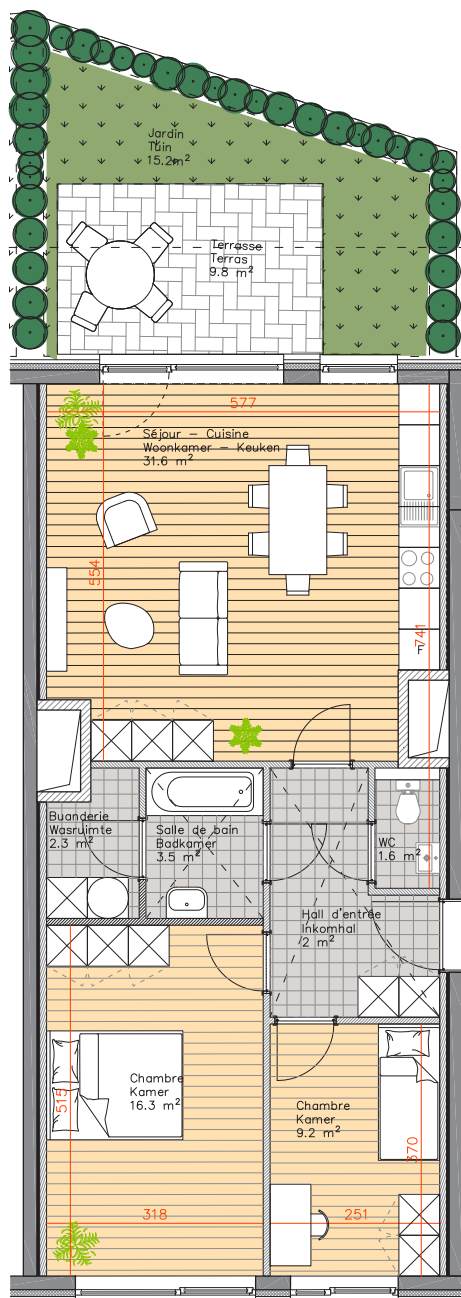 Jardin
Tuin
15.2m²
Terrasse
Terras
9.8 m²
577
Séjour – Cuisine
Woonkamer – Keuken
31.6 m²
554
741
F
Buanderie
Wasruimte
2.3 m²
Salle de bain
Badkamer
3.5 m²
WC
1.6 m²
Hall d'entrée
Inkomhal
2 m²
Chambre
Kamer
16.3 m²
515
Chambre
Kamer
9.2 m²
370
318
251